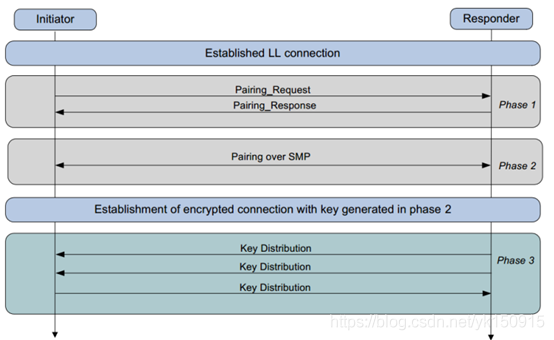 Initiator
Responder
Established LL connection
Pairing_Request
Pairing_Response
Phase 1
Pairing over SMP
Phase 2
Establishment of encrypted connection with key generated in phase 2
Key Distribution
Key Distribution
Phase 3
Key Distribution
https://blog.csdn.net/yk150915